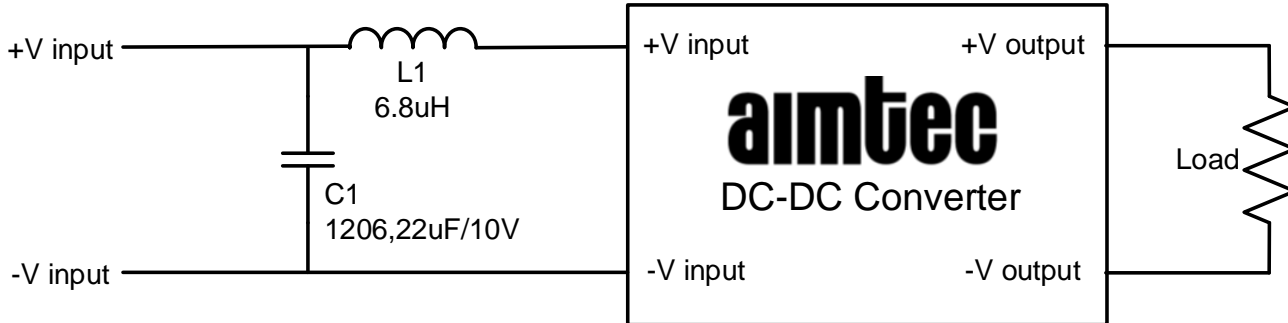 +V input
L1
6.8uH
C1
1206,22uF/10V
-V input
+V input
+V output
aimtec
DC-DC Converter
-V input
-V output
Load